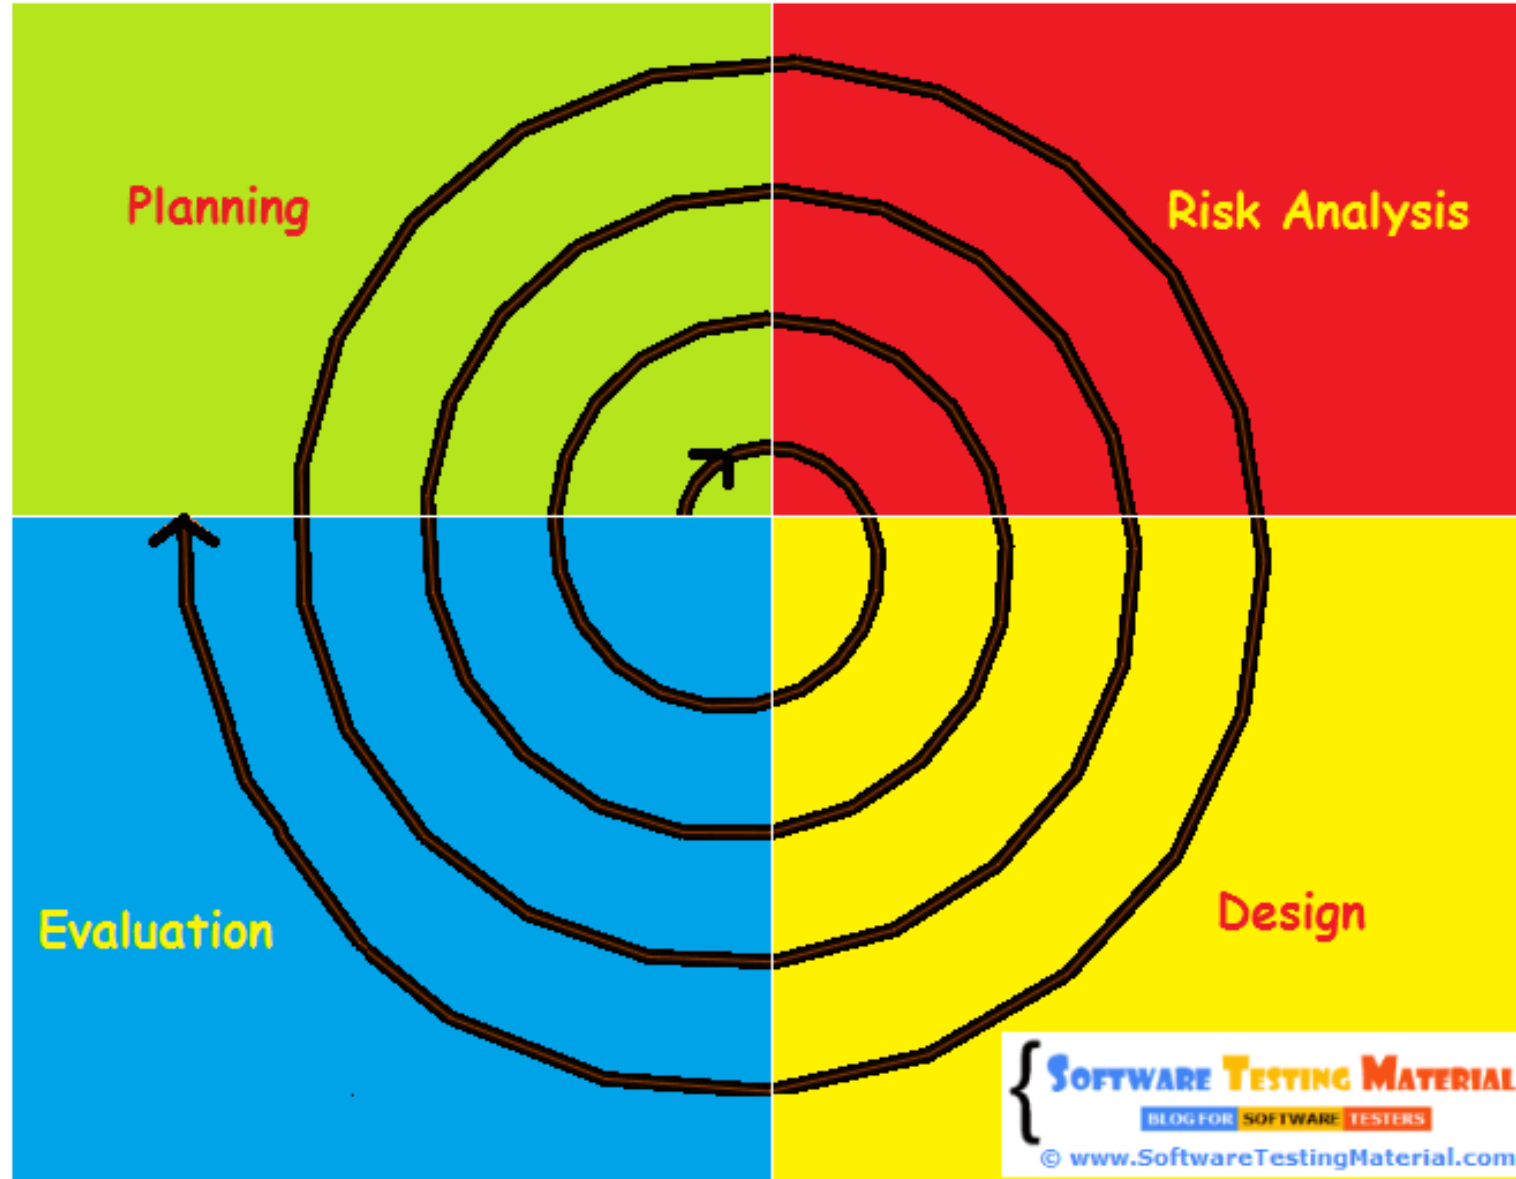 Planning
Risk Analysis
Evaluation
Design
{ SOFTWARE TESTING MATERIAL
BLOG FOR SOFTWARE TESTERS
© www.SoftwareTestingMaterial.com